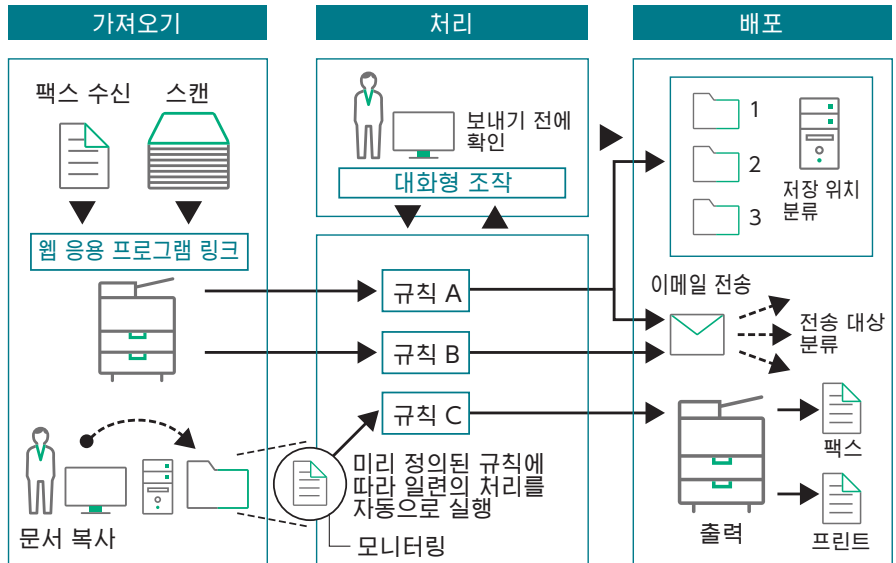 가져오기
팩스 수신
스캔
웹 응용 프로그램 링크
문서 복사
처리
보내기 전에
확인
대화형 조작
규칙 A
규칙 B
규칙 C
미리 정의된 규칙에
따라 일련의 처리를
자동으로 실행
모니터링
배포
1
2
3
저장 위치
분류
이메일 전송
전송 대상
분류
팩스
출력
프린트